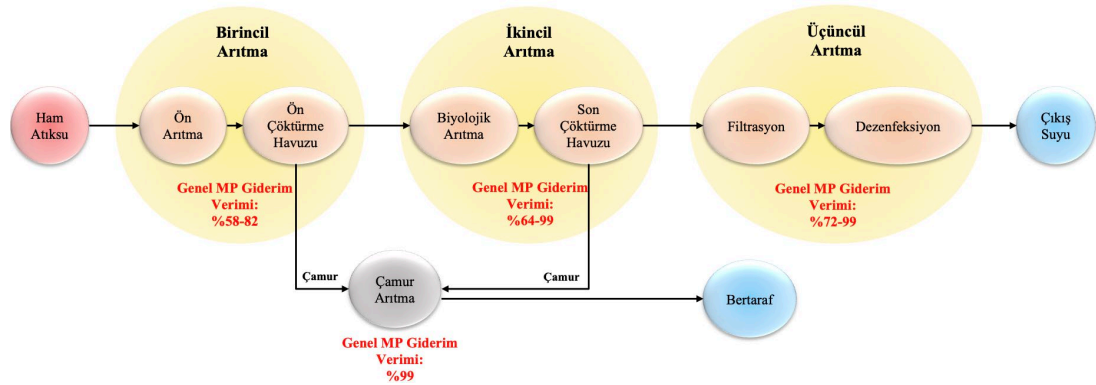 Birincil
Arıtma
İkincil
Arıtma
Üçüncül
Arıtma
Ham
Atıksu
Ön
Arıtma
Ön
Çöktürme
Havuzu
Biyolojik
Arıtma
Son
Çöktürme
Havuzu
Filtrasyon
Dezenfeksiyon
Çıkış
Suyu
Genel MP Giderim
Verimi:
%58-82
Genel MP Giderim
Verimi:
%64-99
Genel MP Giderim
Verimi:
%72-99
Çamur
Çamur
Arıtma
Çamur
Bertaraf
Genel MP Giderim
Verimi:
%99